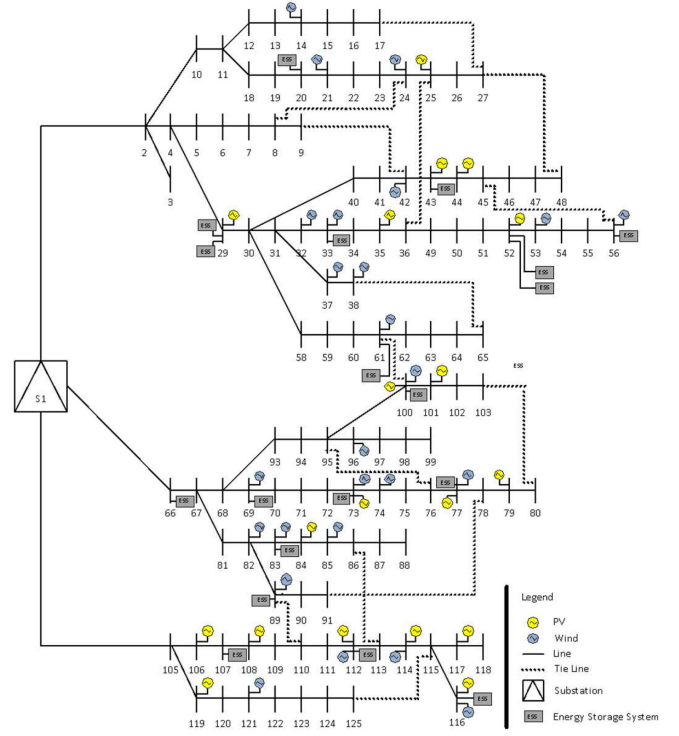 12 13 14 15 16 17
10 11
ESS
18 19 20 21 22 23 24 25 26 27
2 4 5 6 7 8 9
3
40 41 42 43 44 45 46 47 48
ESS
ESS
ESS
29 30 31 32 33 34 35 36 49 50 51 52 53 54 55 56
ESS
ESS
ESS
ESS
37 38
58 59 60 61 62 63 64 65
ESS
ESS
S1
ESS
100 101 102 103
93 94 95 96 97 98 99
ESS
66 67 68 69 70 71 72 73 74 75 76 77 78 79 80
ESS
ESS
ESS
81 82 83 84 85 86 87 88
ESS
ESS
89 90 91
105 106 107 108 109 110 111 112 113 114 115 117 118
ESS
ESS
119 120 121 122 123 124 125
116
ESS
Legend
PV
Wind
Line
Tie Line
Substation
ESS
Energy Storage System